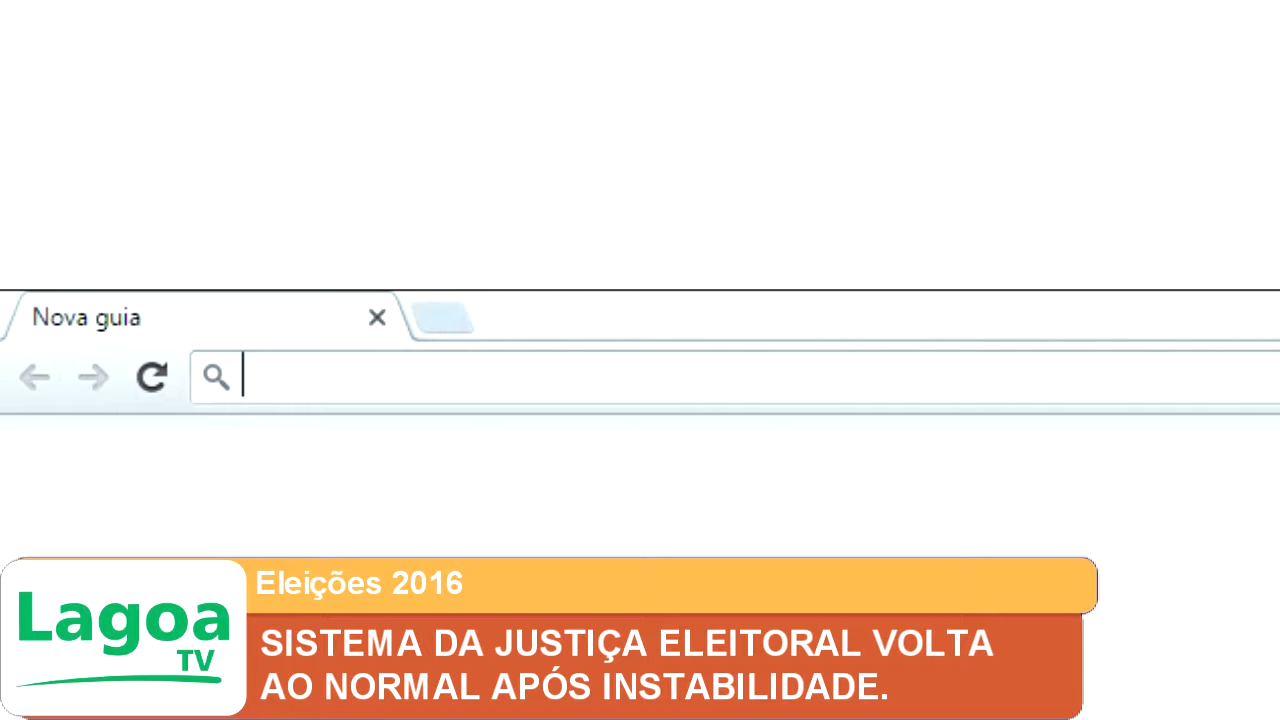 Nova guia
Eleições 2016
Lagoa
TV
SISTEMA DA JUSTIÇA ELEITORAL VOLTA
AO NORMAL APÓS INSTABILIDADE.